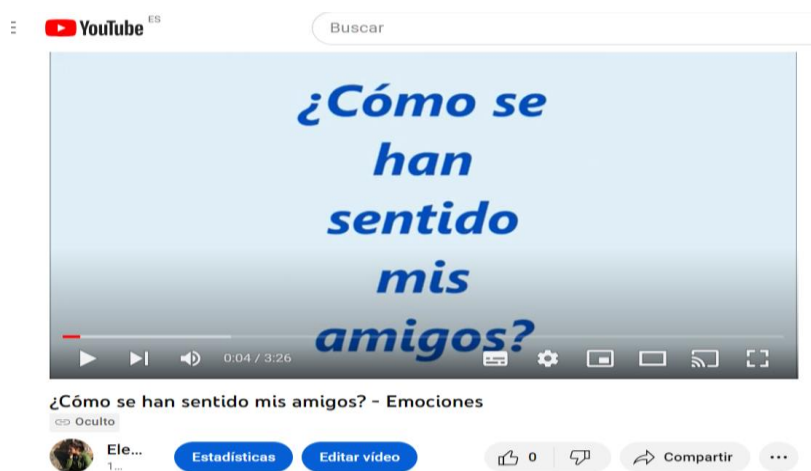 YouTube ES
Buscar
¿Cómo se
han
sentido
mis
amigos?
0:04 / 3:26
¿Cómo se han sentido mis amigos? - Emociones
Oculto
Ele...
1...
Estadísticas
Editar vídeo
0
Compartir